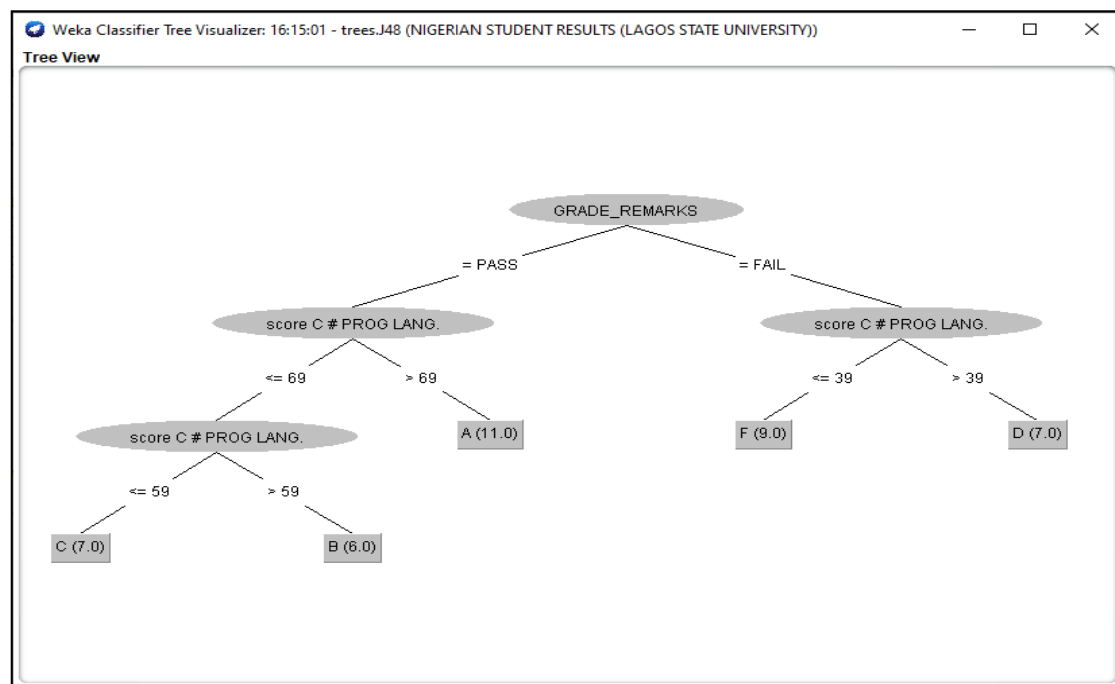 Weka Classifier Tree Visualizer: 16:15:01 - trees.J48 (NIGERIAN STUDENT RESULTS (LAGOS STATE UNIVERSITY))
Tree View
GRADE_REMARKS
= PASS
= FAIL
score C # PROG LANG.
score C # PROG LANG.
<= 69
> 69
<= 39
> 39
score C # PROG LANG.
A (11.0)
F (9.0)
D (7.0)
<= 59
> 59
C (7.0)
B (6.0)